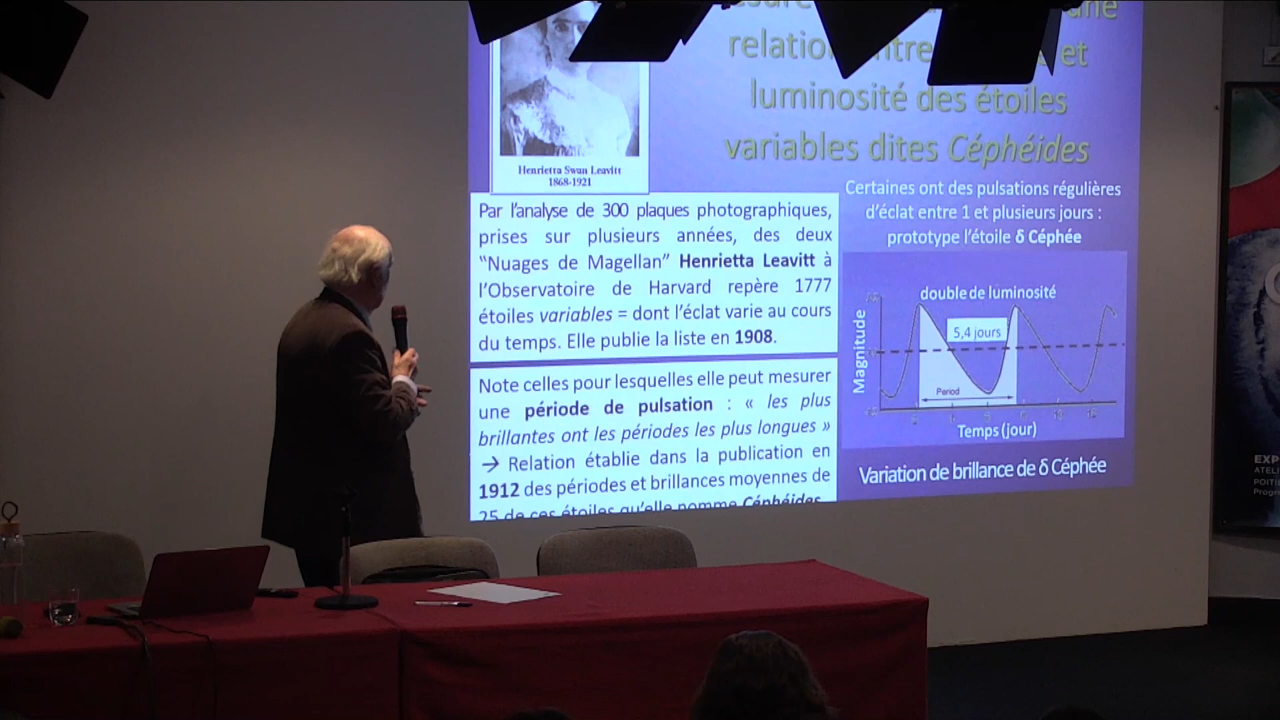 une
et
luminosité des étoiles
variables dites Céphéides
Henrietta Swan Leavitt
1868-1921
Par l'analyse de 300 plaques photographiques,
prises sur plusieurs années, des deux
"Nuages de Magellan" Henrietta Leavitt à
l'Observatoire de Harvard repère 1777
étoiles variables = dont l'éclat varie au cours
du temps. Elle publie la liste en 1908.
Note celles pour lesquelles elle peut mesurer
une période de pulsation : « les plus
brillantes ont les périodes les plus longues »
→ Relation établie dans la publication en
1912 des périodes et brillances moyennes de
25 de ces étoiles qu'elle nomme Céphéides
Certaines ont des pulsations régulières
d'éclat entre 1 et plusieurs jours :
prototype l'étoile δ Céphée
double de luminosité
5,4 jours
Magnitude
Period
Temps (jour)
Variation de brillance de δ Céphée
EXP
ATELI
POITI
Progr